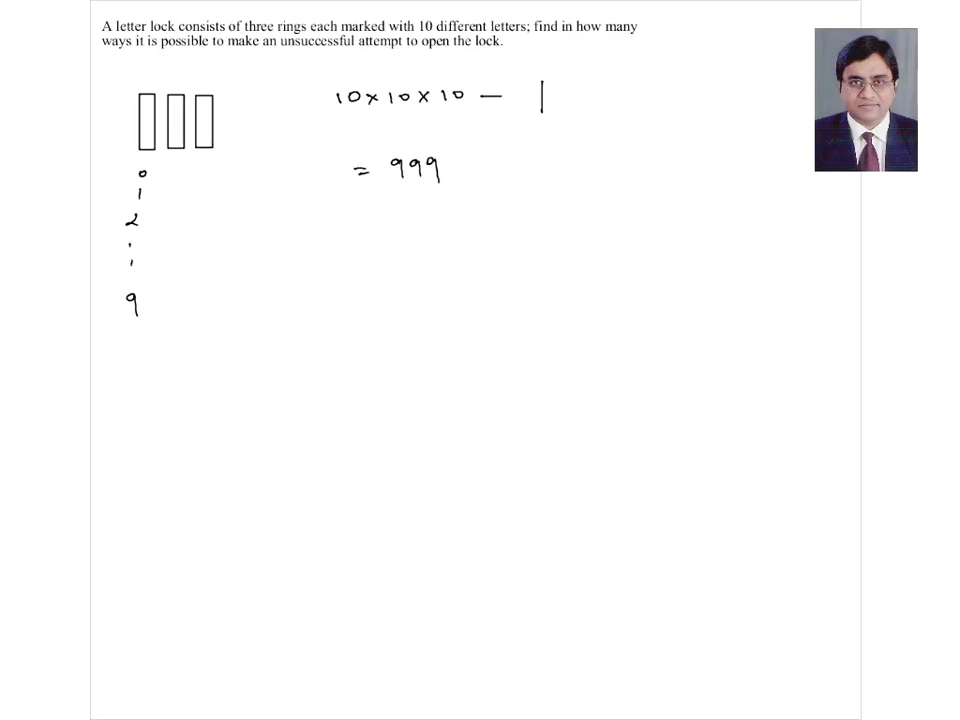 A letter lock consists of three rings each marked with 10 different letters; find in how many
ways it is possible to make an unsuccessful attempt to open the lock.
10 x 10 x 10 — 1
= 999
0
1
2
.
.
9